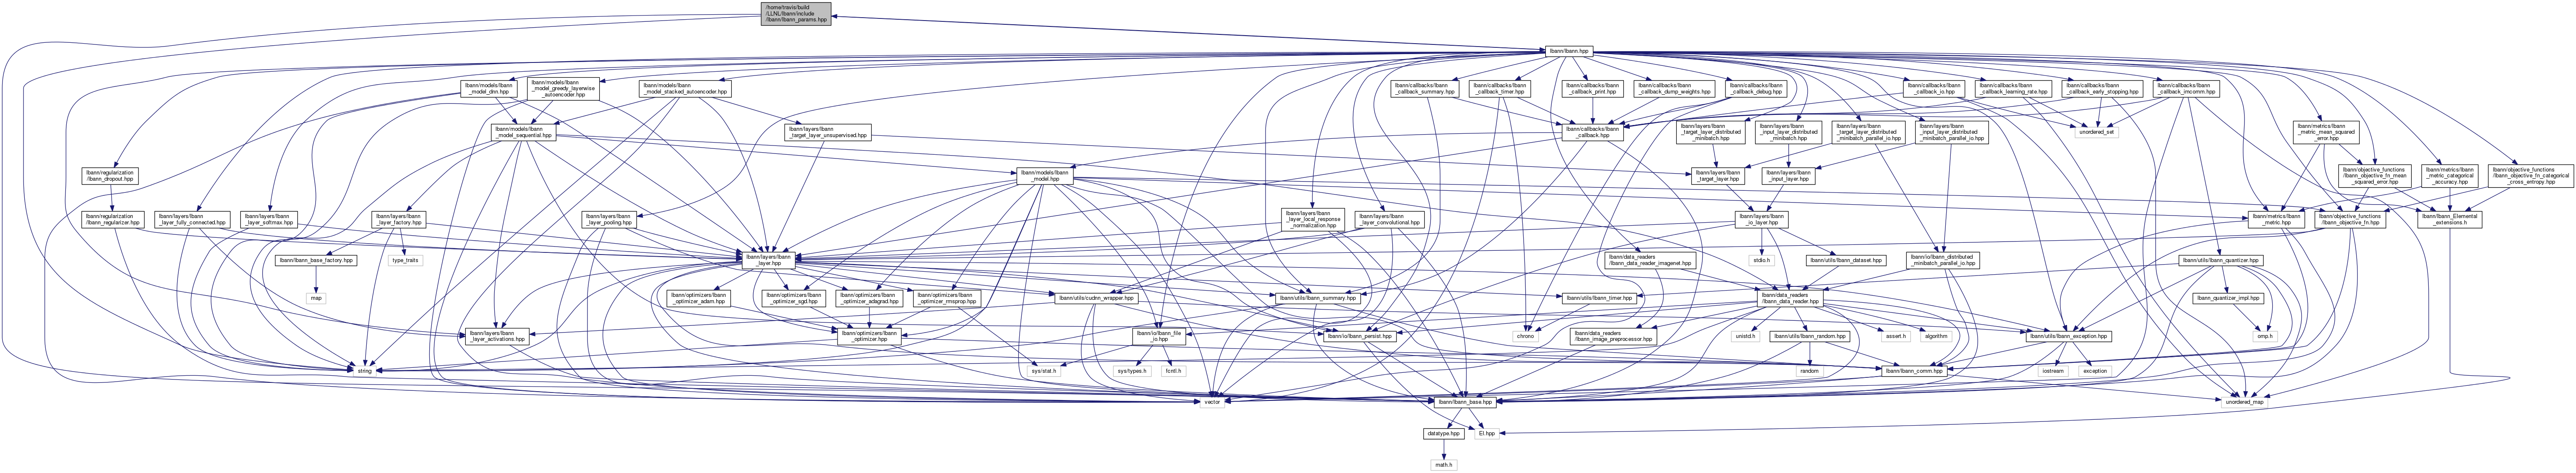 /home/travis/build
/LLNL/lbann/include
/lbann/lbann_params.hpp
lbann/lbann.hpp
lbann/models/lbann
_model_dnn.hpp
lbann/models/lbann
_model_greedy_layerwise
_autoencoder.hpp
lbann/models/lbann
_model_stacked_autoencoder.hpp
lbann/callbacks/lbann
_callback_summary.hpp
lbann/callbacks/lbann
_callback_timer.hpp
lbann/callbacks/lbann
_callback_print.hpp
lbann/callbacks/lbann
_callback_dump_weights.hpp
lbann/callbacks/lbann
_callback_debug.hpp
lbann/callbacks/lbann
_callback_io.hpp
lbann/callbacks/lbann
_callback_learning_rate.hpp
lbann/callbacks/lbann
_callback_early_stopping.hpp
lbann/callbacks/lbann
_callback_imcomm.hpp
lbann/models/lbann
_model_sequential.hpp
lbann/layers/lbann
_target_layer_unsupervised.hpp
lbann/callbacks/lbann
_callback.hpp
lbann/layers/lbann
_target_layer_distributed
_minibatch.hpp
lbann/layers/lbann
_input_layer_distributed
_minibatch.hpp
lbann/layers/lbann
_target_layer_distributed
_minibatch_parallel_io.hpp
lbann/layers/lbann
_input_layer_distributed
_minibatch_parallel_io.hpp
unordered_set
lbann/metrics/lbann
_metric_mean_squared
_error.hpp
lbann/regularization
/lbann_dropout.hpp
lbann/models/lbann
_model.hpp
lbann/layers/lbann
_target_layer.hpp
lbann/layers/lbann
_input_layer.hpp
lbann/objective_functions
/lbann_objective_fn_mean
_squared_error.hpp
lbann/metrics/lbann
_metric_categorical
_accuracy.hpp
lbann/objective_functions
/lbann_objective_fn_categorical
_cross_entropy.hpp
lbann/regularization
/lbann_regularizer.hpp
lbann/layers/lbann
_layer_fully_connected.hpp
lbann/layers/lbann
_layer_softmax.hpp
lbann/layers/lbann
_layer_factory.hpp
lbann/layers/lbann
_layer_pooling.hpp
lbann/layers/lbann
_layer_local_response
_normalization.hpp
lbann/layers/lbann
_layer_convolutional.hpp
lbann/layers/lbann
_io_layer.hpp
lbann/metrics/lbann
_metric.hpp
lbann/objective_functions
/lbann_objective_fn.hpp
lbann/lbann_Elemental
_extensions.h
lbann/lbann_base_factory.hpp
type_traits
lbann/layers/lbann
_layer.hpp
lbann/data_readers
/lbann_data_reader_imagenet.hpp
stdio.h
lbann/utils/lbann_dataset.hpp
lbann/io/lbann_distributed
_minibatch_parallel_io.hpp
lbann/utils/lbann_quantizer.hpp
map
lbann/optimizers/lbann
_optimizer_adam.hpp
lbann/optimizers/lbann
_optimizer_sgd.hpp
lbann/optimizers/lbann
_optimizer_adagrad.hpp
lbann/optimizers/lbann
_optimizer_rmsprop.hpp
lbann/utils/cudnn_wrapper.hpp
lbann/utils/lbann_summary.hpp
lbann/utils/lbann_timer.hpp
lbann/data_readers
/lbann_data_reader.hpp
lbann_quantizer_impl.hpp
lbann/layers/lbann
_layer_activations.hpp
lbann/optimizers/lbann
_optimizer.hpp
lbann/io/lbann_file
_io.hpp
lbann/io/lbann_persist.hpp
chrono
lbann/data_readers
/lbann_image_preprocessor.hpp
unistd.h
lbann/utils/lbann_random.hpp
assert.h
algorithm
lbann/utils/lbann_exception.hpp
omp.h
string
sys/stat.h
sys/types.h
fcntl.h
random
lbann/lbann_comm.hpp
iostream
exception
vector
lbann/lbann_base.hpp
unordered_map
datatype.hpp
El.hpp
math.h